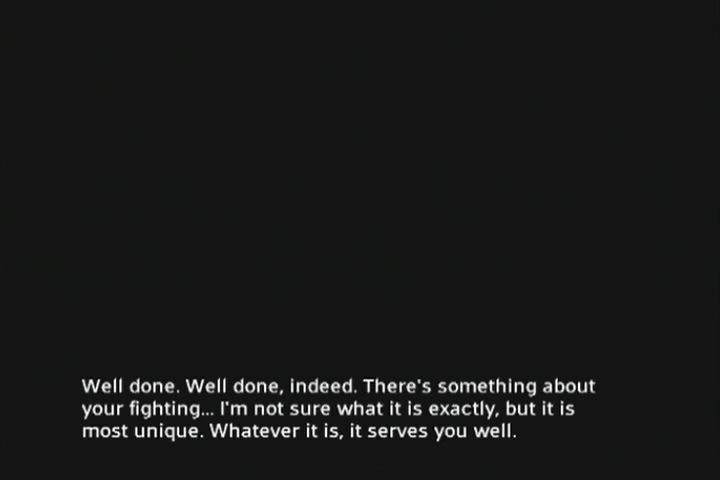 Well done. Well done, indeed. There's something about
your fighting... I'm not sure what it is exactly, but it is
most unique. Whatever it is, it serves you well.